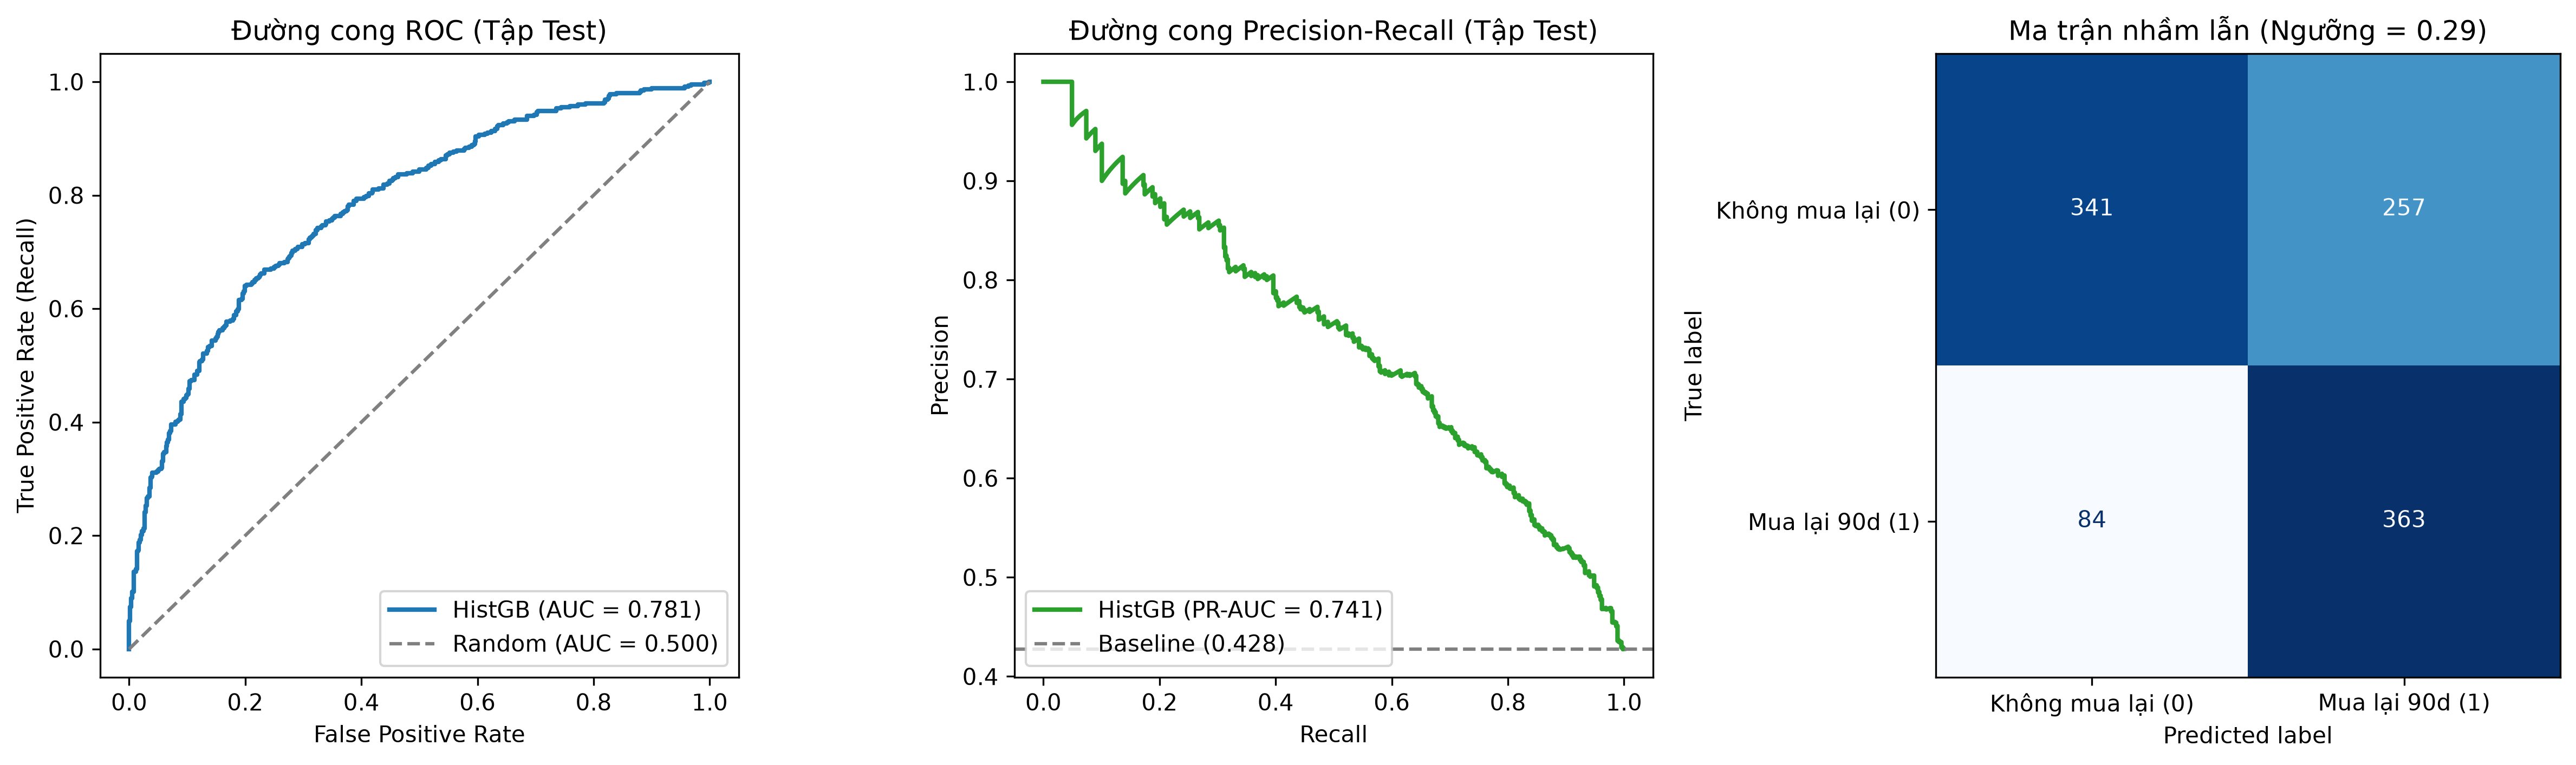 Đường cong ROC (Tập Test)
True Positive Rate (Recall)
1.0
0.8
0.6
0.4
0.2
0.0
HistGB (AUC = 0.781)
Random (AUC = 0.500)
0.0 0.2 0.4 0.6 0.8 1.0
False Positive Rate
Đường cong Precision-Recall (Tập Test)
Precision
1.0
0.9
0.8
0.7
0.6
0.5
0.4
HistGB (PR-AUC = 0.741)
Baseline (0.428)
0.0 0.2 0.4 0.6 0.8 1.0
Recall
Ma trận nhầm lẫn (Ngưỡng = 0.29)
True label
Không mua lại (0)
341 257
Mua lại 90d (1)
84 363
Không mua lại (0) Mua lại 90d (1)
Predicted label